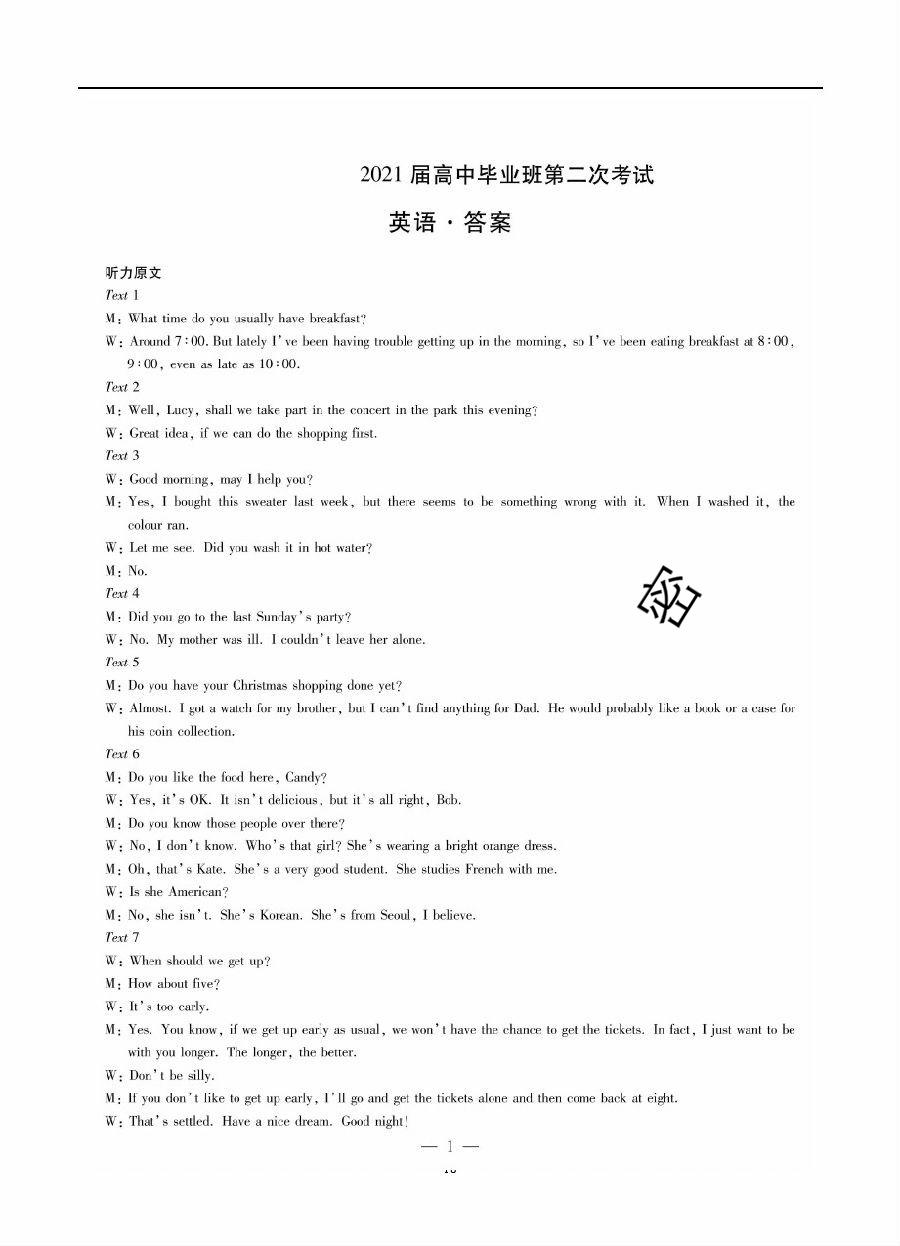 2021 届高中毕业班第二次考试
英语·答案
听力原文
Text 1
M: What time do you usually have breakfast?
W: Around 7:00. But lately I've been having trouble getting up in the morning, so I've been eating breakfast at 8:00,
9:00, even as late as 10:00.
Text 2
M: Well, Lucy, shall we take part in the concert in the park this evening?
W: Great idea, if we can do the shopping first.
Text 3
W: Good morning, may I help you?
M: Yes, I bought this sweater last week, but there seems to be something wrong with it. When I washed it, the
colour ran.
W: Let me see. Did you wash it in hot water?
M: No.
Text 4
M: Did you go to the last Sunday's party?
W: No. My mother was ill. I couldn't leave her alone.
Text 5
M: Do you have your Christmas shopping done yet?
W: Almost. I got a watch for my brother, but I can't find anything for Dad. He would probably like a book or a case for
his coin collection.
Text 6
M: Do you like the food here, Candy?
W: Yes, it's OK. It isn't delicious, but it's all right, Bob.
M: Do you know those people over there?
W: No, I don't know. Who's that girl? She's wearing a bright orange dress.
M: Oh, that's Kate. She's a very good student. She studies French with me.
W: Is she American?
M: No, she isn't. She's Korean. She's from Seoul, I believe.
Text 7
W: When should we get up?
M: How about five?
W: It's too early.
M: Yes. You know, if we get up early as usual, we won't have the chance to get the tickets. In fact, I just want to be
with you longer. The longer, the better.
W: Don't be silly.
M: If you don't like to get up early, I'll go and get the tickets alone and then come back at eight.
W: That's settled. Have a nice dream. Good night!
— 1 —